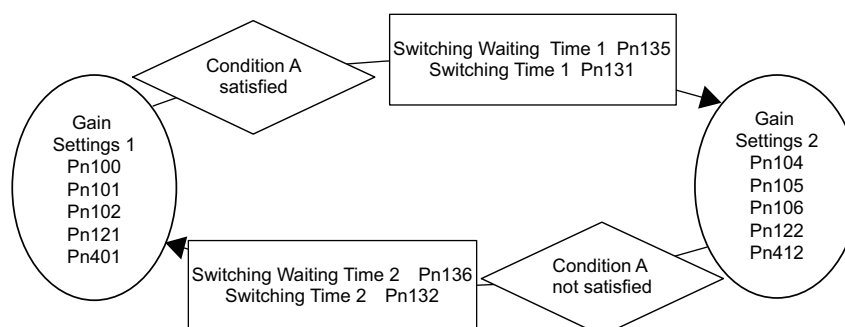 Condition A
satisfied
Switching Waiting Time 1 Pn135
Switching Time 1 Pn131
Gain
Settings 1
Pn100
Pn101
Pn102
Pn121
Pn401
Gain
Settings 2
Pn104
Pn105
Pn106
Pn122
Pn412
Switching Waiting Time 2 Pn136
Switching Time 2 Pn132
Condition A
not satisfied